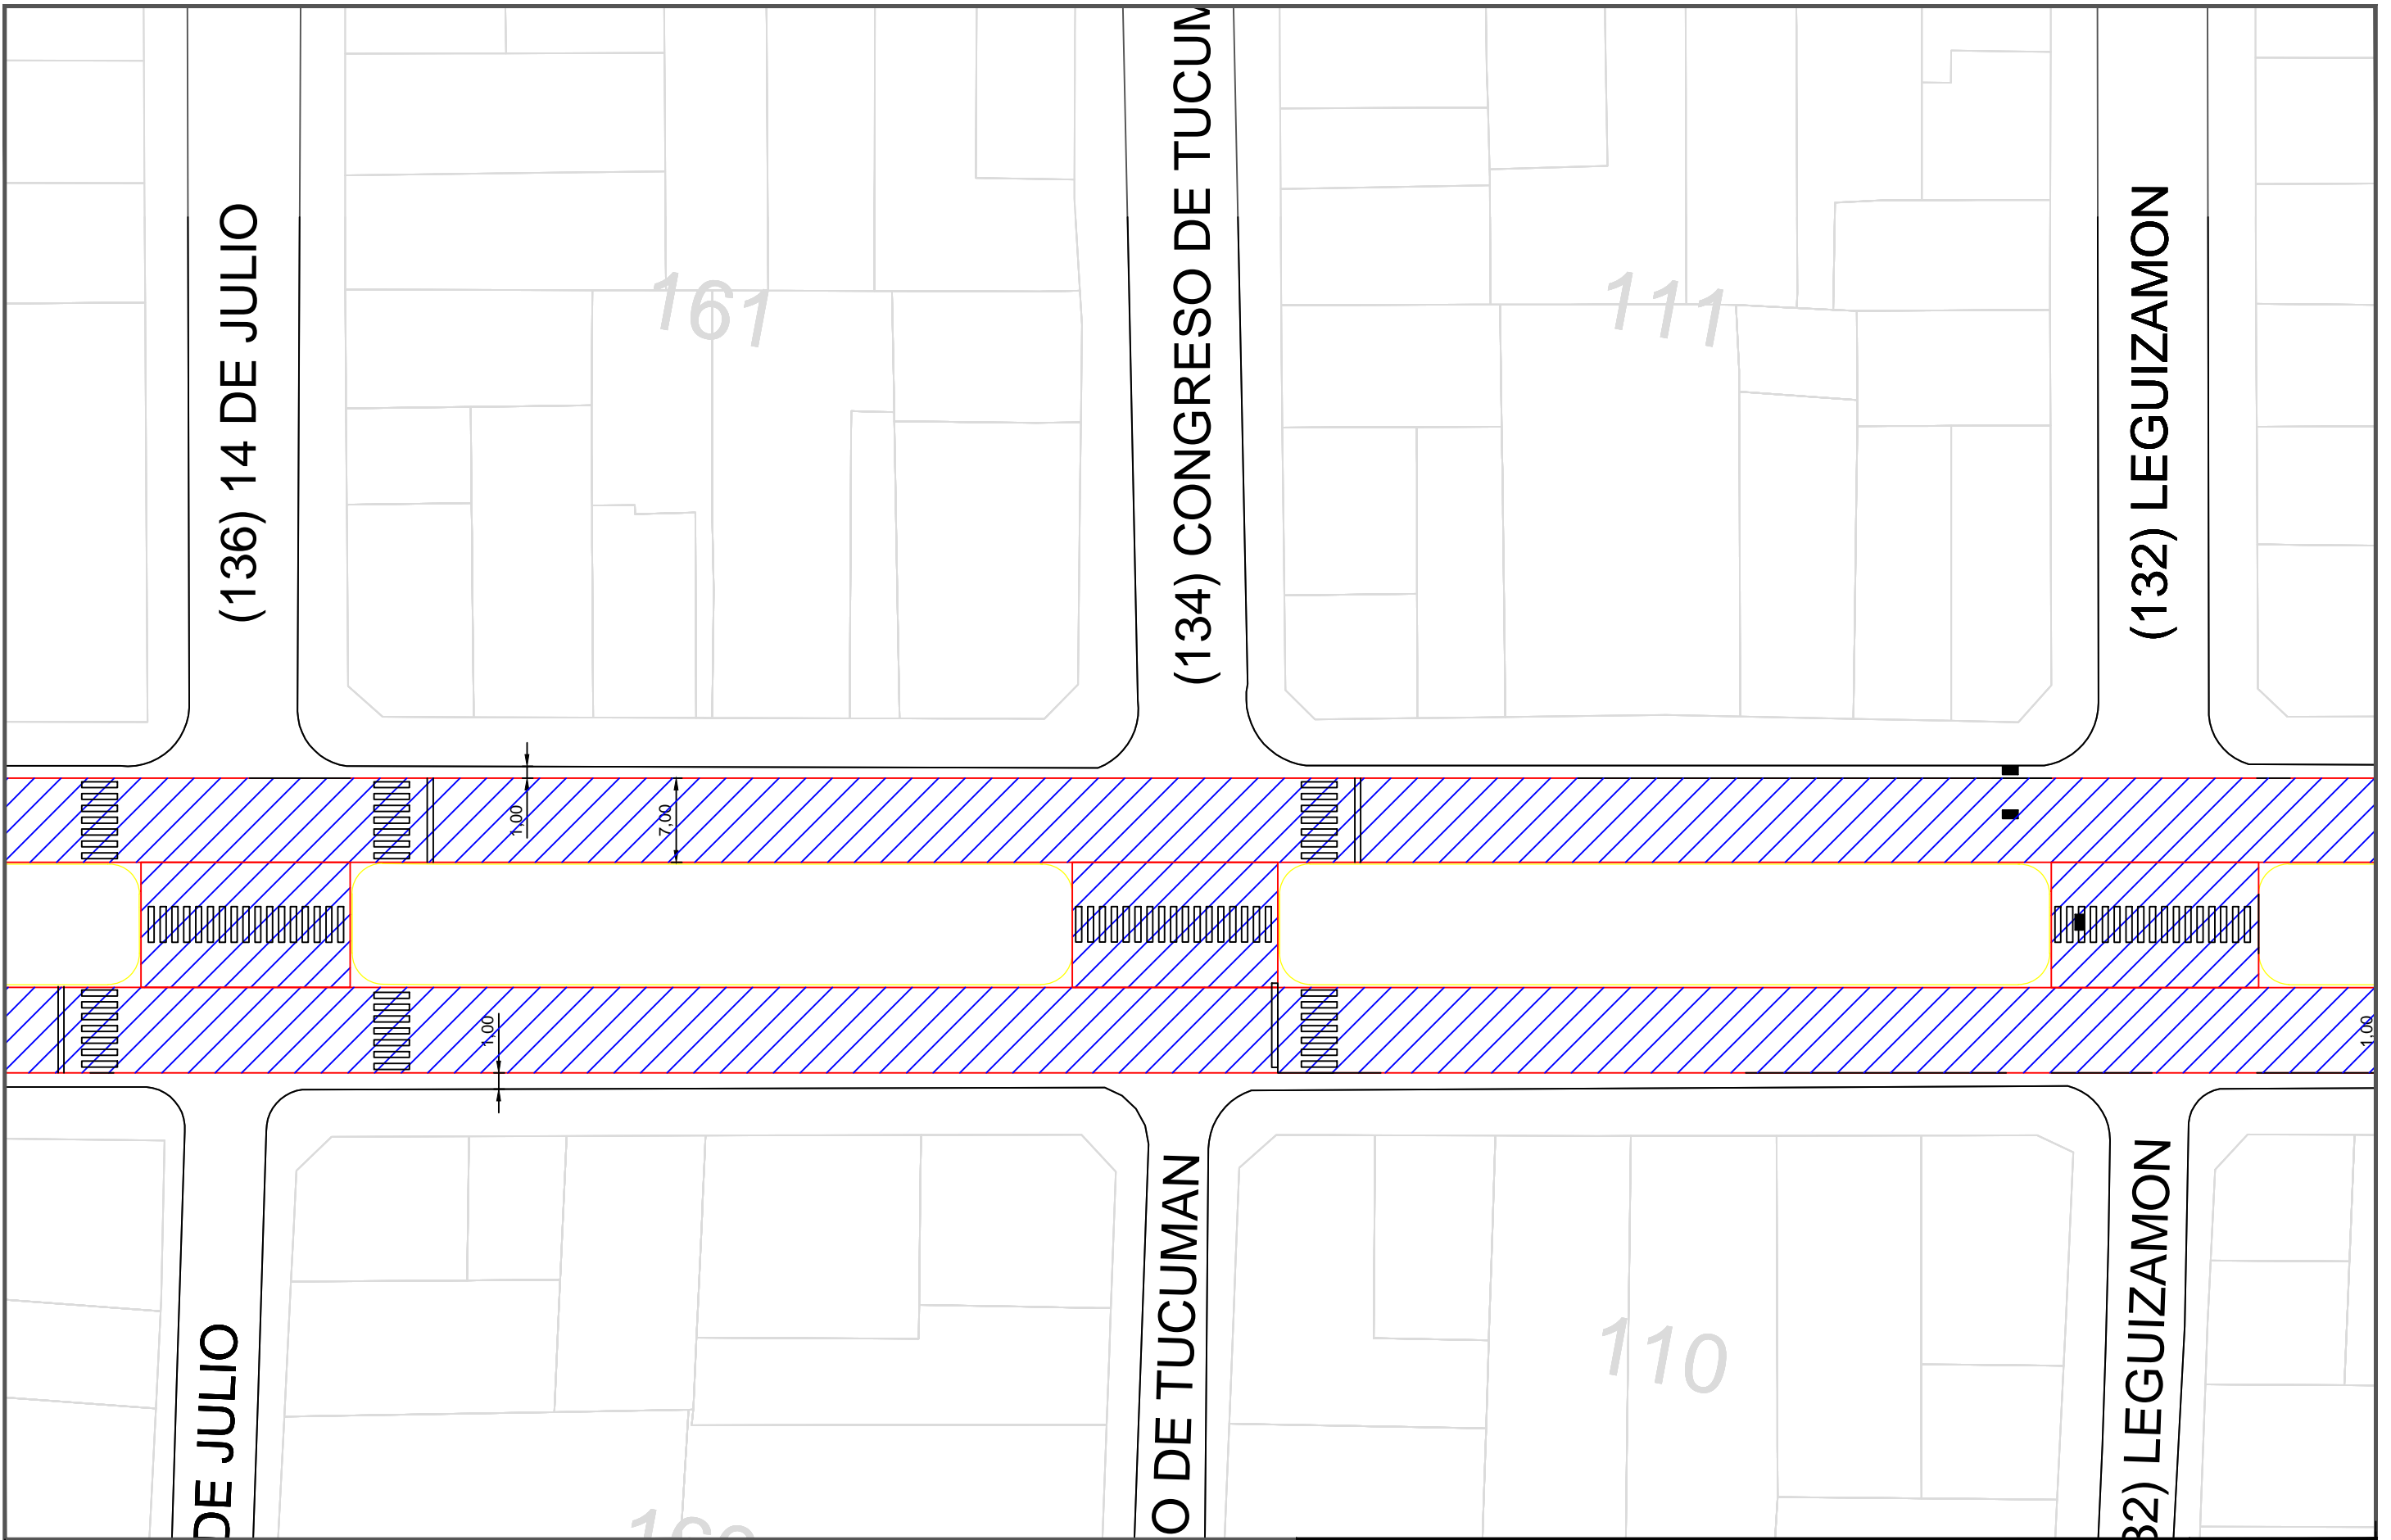 (136) 14 DE JULIO
161
(134) CONGRESO DE TUCUM
111
(132) LEGUIZAMON
1,00
7,00
1,00
1,00
DE JULIO
O DE TUCUMAN
110
32) LEGUIZAMON